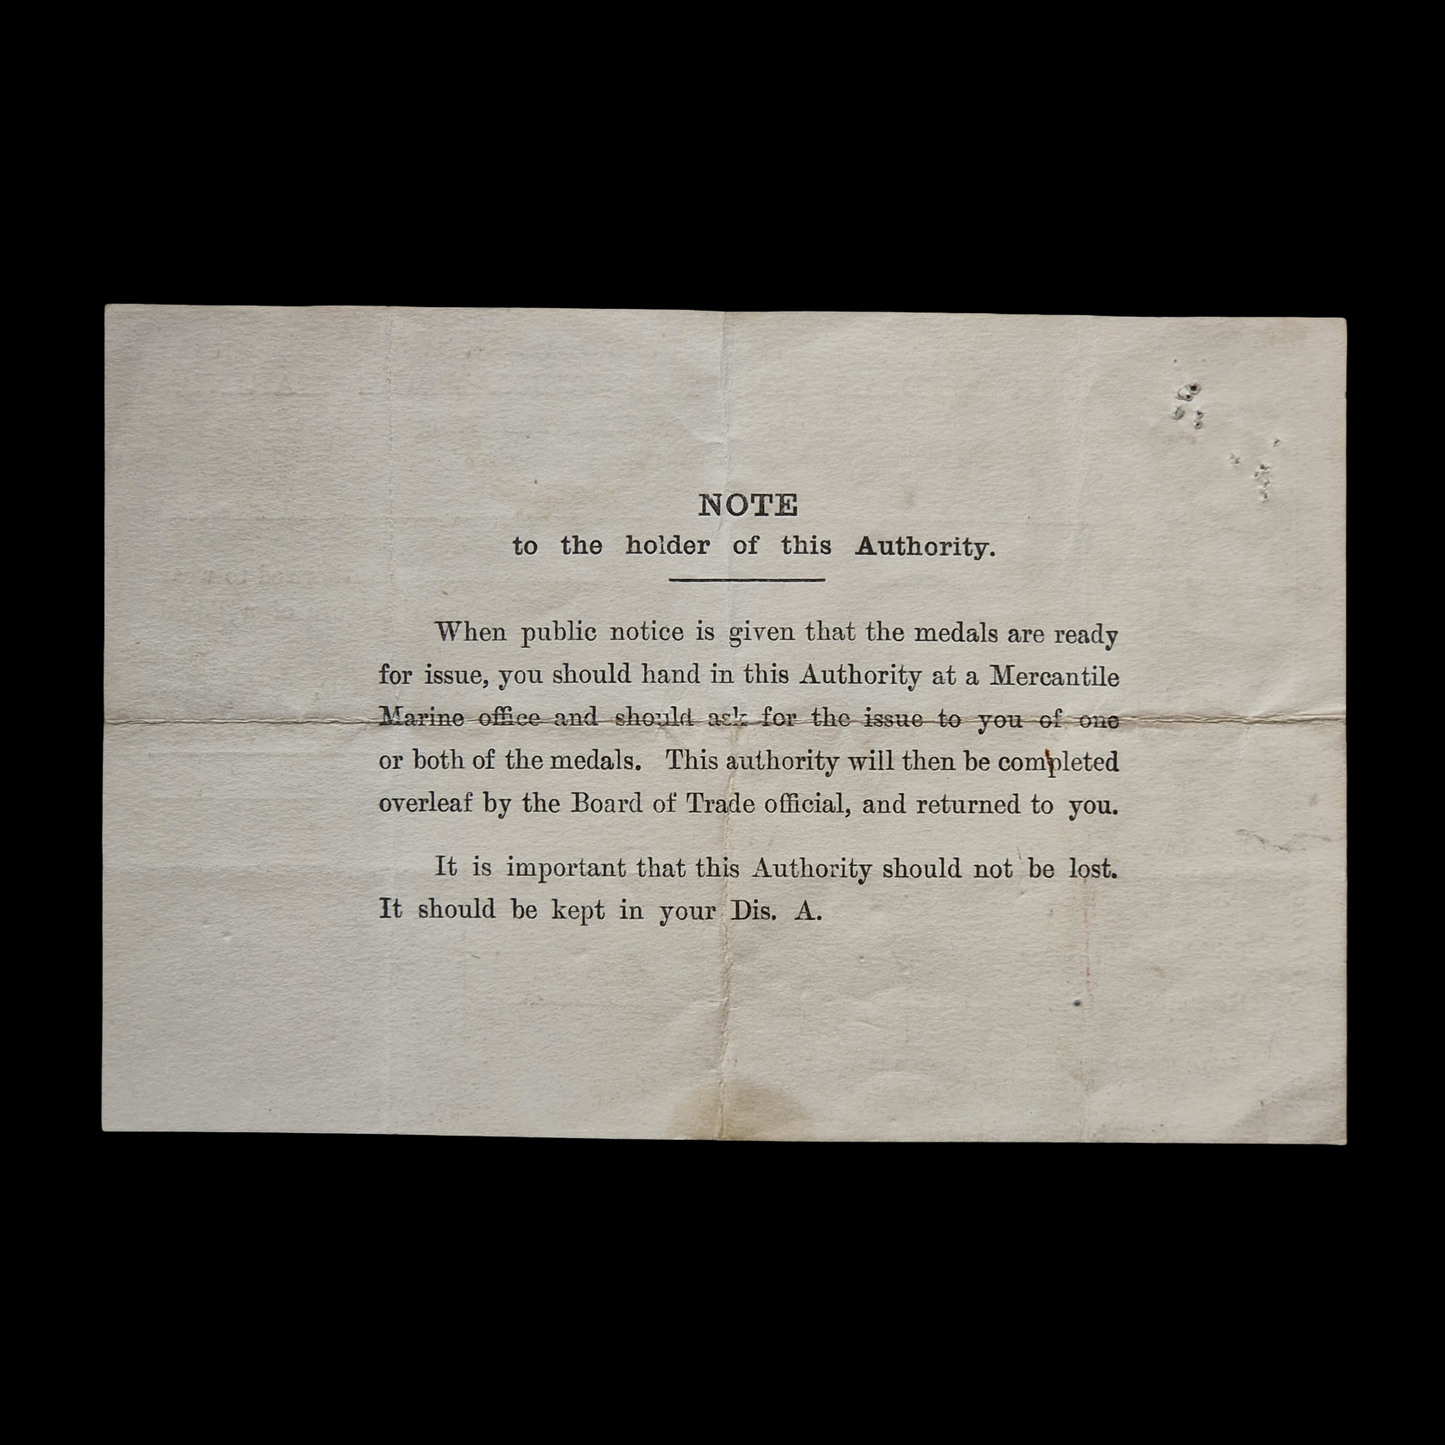 NOTE
to the holder of this Authority.
When public notice is given that the medals are ready
for issue, you should hand in this Authority at a Mercantile
Marine office and should ask for the issue to you of one
or both of the medals. This authority will then be completed
overleaf by the Board of Trade official, and returned to you.
It is important that this Authority should not be lost.
It should be kept in your Dis. A.